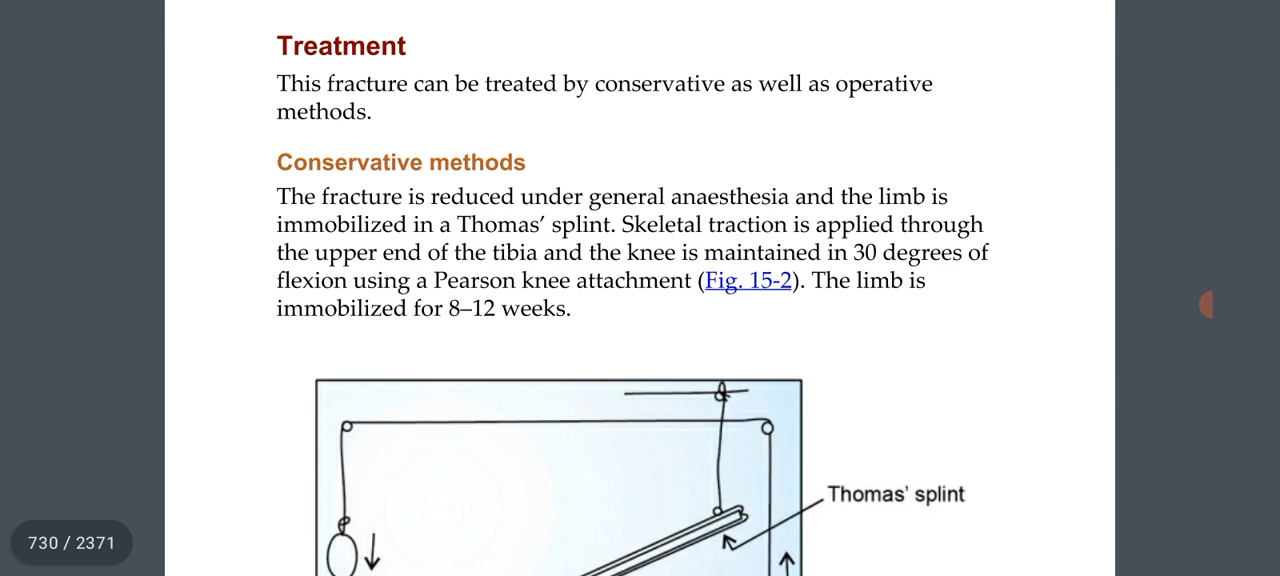 Treatment
This fracture can be treated by conservative as well as operative
methods.
Conservative methods
The fracture is reduced under general anaesthesia and the limb is
immobilized in a Thomas′ splint. Skeletal traction is applied through
the upper end of the tibia and the knee is maintained in 30 degrees of
flexion using a Pearson knee attachment (Fig. 15-2). The limb is
immobilized for 8–12 weeks.
Thomas' splint
730 / 2371